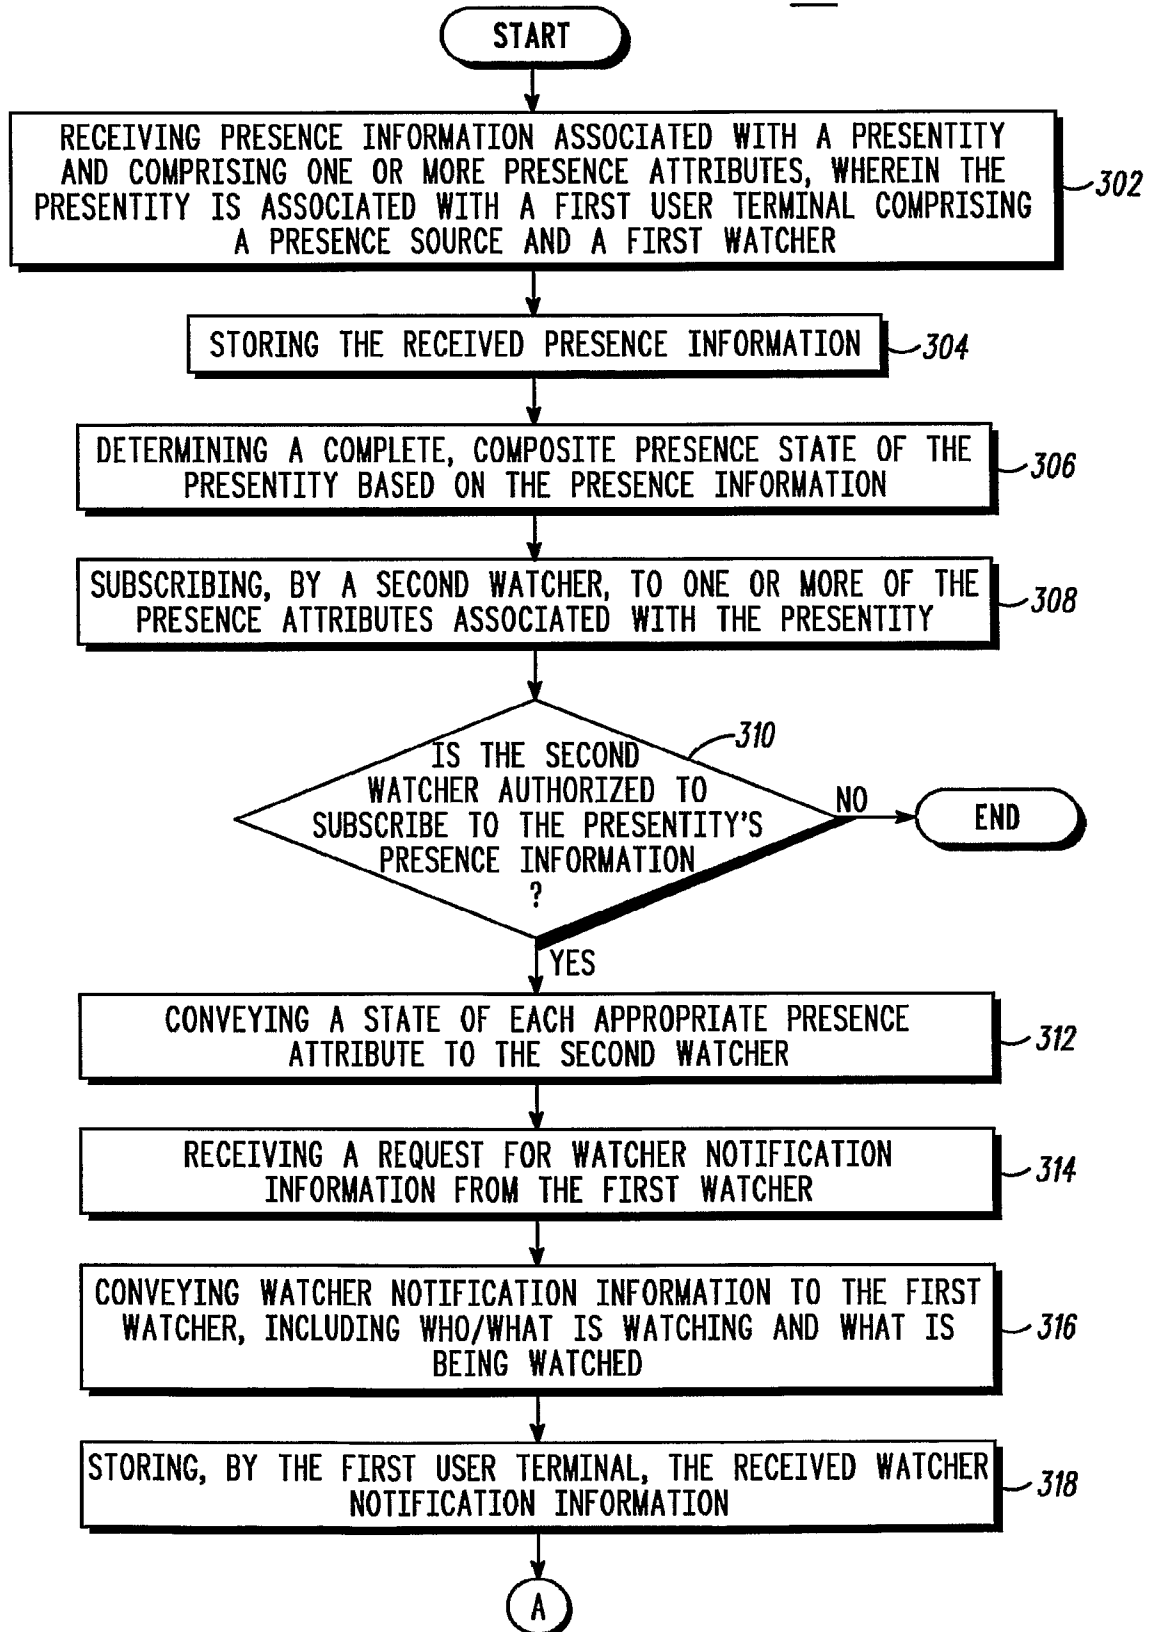 START
RECEIVING PRESENCE INFORMATION ASSOCIATED WITH A PRESENTITY
AND COMPRISING ONE OR MORE PRESENCE ATTRIBUTES, WHEREIN THE
PRESENTITY IS ASSOCIATED WITH A FIRST USER TERMINAL COMPRISING
A PRESENCE SOURCE AND A FIRST WATCHER
302
STORING THE RECEIVED PRESENCE INFORMATION
304
DETERMINING A COMPLETE, COMPOSITE PRESENCE STATE OF THE
PRESENTITY BASED ON THE PRESENCE INFORMATION
306
SUBSCRIBING, BY A SECOND WATCHER, TO ONE OR MORE OF THE
PRESENCE ATTRIBUTES ASSOCIATED WITH THE PRESENTITY
308
310
IS THE SECOND
WATCHER AUTHORIZED TO
SUBSCRIBE TO THE PRESENTITY'S
PRESENCE INFORMATION
?
NO
END
YES
CONVEYING A STATE OF EACH APPROPRIATE PRESENCE
ATTRIBUTE TO THE SECOND WATCHER
312
RECEIVING A REQUEST FOR WATCHER NOTIFICATION
INFORMATION FROM THE FIRST WATCHER
314
CONVEYING WATCHER NOTIFICATION INFORMATION TO THE FIRST
WATCHER, INCLUDING WHO/WHAT IS WATCHING AND WHAT IS
BEING WATCHED
316
STORING, BY THE FIRST USER TERMINAL, THE RECEIVED WATCHER
NOTIFICATION INFORMATION
318
A